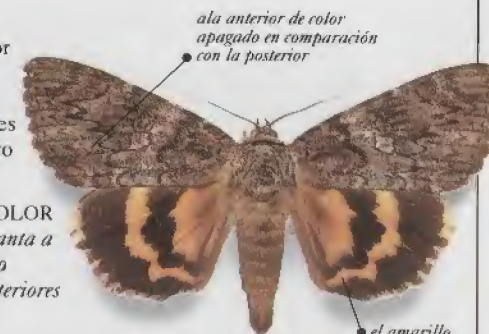 ala anterior de color
apagado en comparación
con la posterior
or
es
o
OLOR
anta a
o
teriores
el amarillo